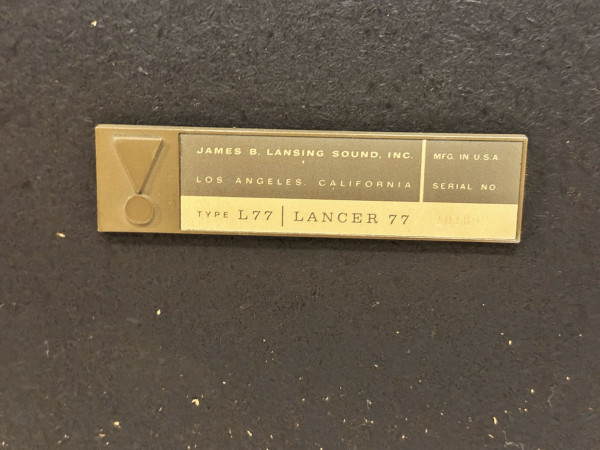 JAMES B. LANSING SOUND, INC.
LOS ANGELES, CALIFORNIA
MFG. IN U.S.A.
SERIAL NO.
TYPE L77 | LANCER 77